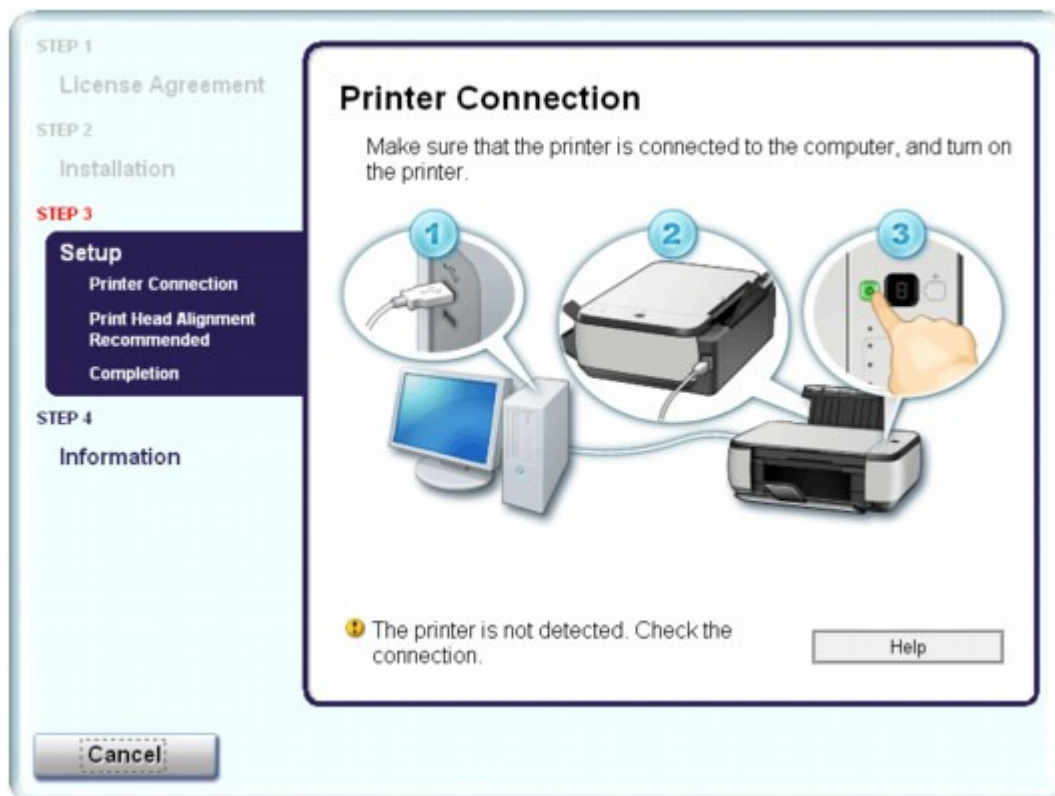 STEP 1
License Agreement
STEP 2
Installation
STEP 3
Setup
Printer Connection
Print Head Alignment
Recommended
Completion
STEP 4
Information
Printer Connection
Make sure that the printer is connected to the computer, and turn on
the printer.
1
2
3
8
The printer is not detected. Check the
connection.
Help
Cancel